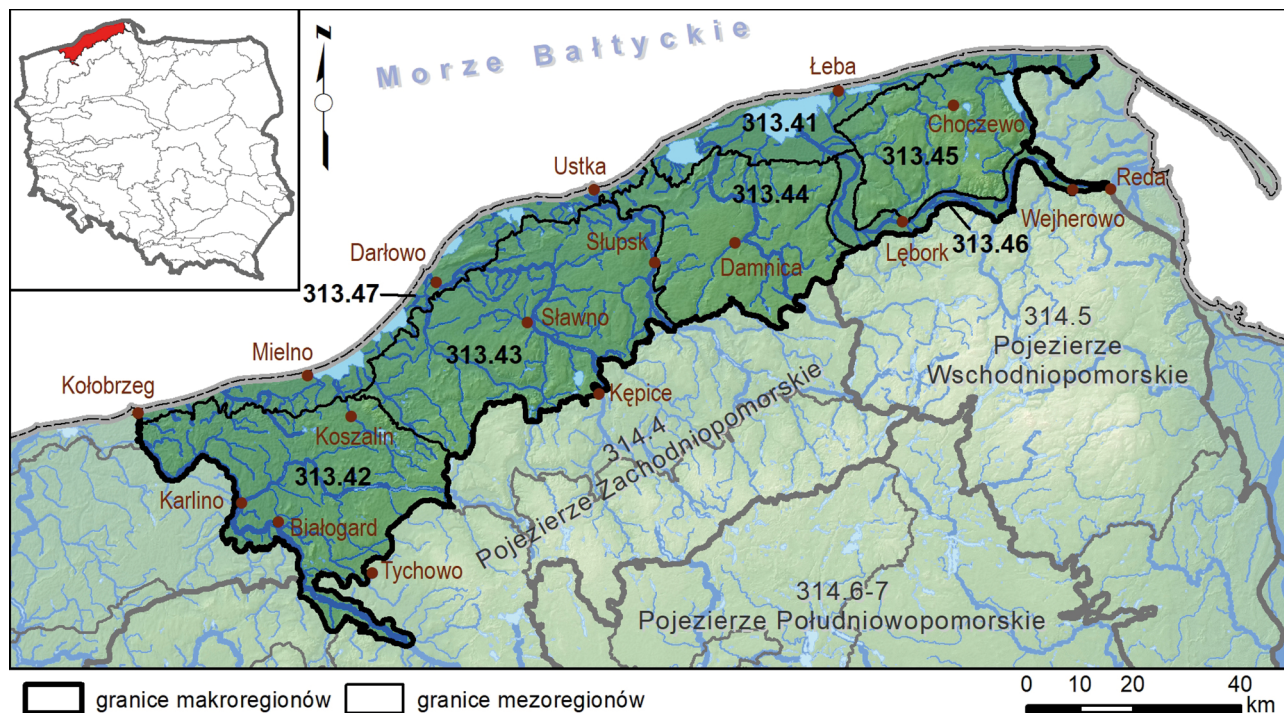 N
Morze Bałtyckie
Łeba
313.41
Choczewo
313.45
Ustka
313.44
Reda
Wejherowo
Słupsk
Lębork
313.46
Darłowo
Damnica
313.47
Sławno
314.5
Pojezierze
Wschodniopomorskie
Mielno
313.43
Kołobrzeg
Kępice
Koszalin
314.4
Pojezierze Zachodniopomorskie
313.42
Karlino
Białogard
Tychowo
314.6-7
Pojezierze Południowopomorskie
granice makroregionów
granice mezoregionów
0 10 20 40
km